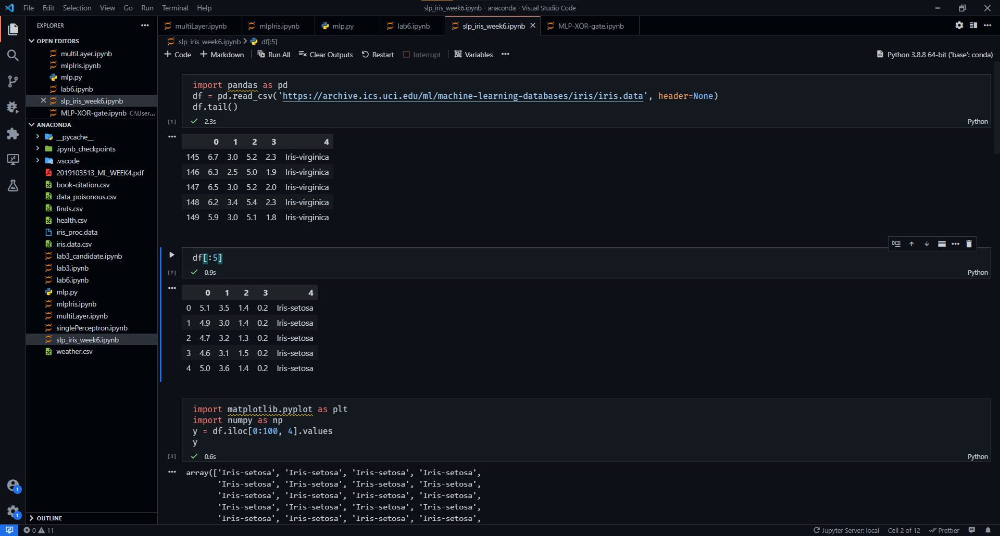 File Edit Selection View Go Run Terminal Help
slp_iris_week6.ipynb - anaconda - Visual Studio Code
EXPLORER
OPEN EDITORS
multiLayer.ipynb
mlpIris.ipynb
mlp.py
lab6.ipynb
slp_iris_week6.ipynb
MLP-XOR-gate.ipynb C:\User...
ANACONDA
__pycache__
.ipynb_checkpoints
.vscode
2019103513_ML_WEEK4.pdf
book-citation.csv
data_poisonous.csv
finds.csv
health.csv
iris_proc.data
iris.data.csv
lab3_candidate.ipynb
lab3.ipynb
lab6.ipynb
mlp.py
mlpIris.ipynb
multiLayer.ipynb
singlePerceptron.ipynb
slp_iris_week6.ipynb
weather.csv
OUTLINE
multiLayer.ipynb mlpIris.ipynb mlp.py lab6.ipynb slp_iris_week6.ipynb MLP-XOR-gate.ipynb
slp_iris_week6.ipynb > df[:5]
+ Code + Markdown Run All Clear Outputs Restart Interrupt Variables ... Python 3.8.8 64-bit ('base': conda)
import pandas as pd
df = pd.read_csv('https://archive.ics.uci.edu/ml/machine-learning-databases/iris/iris.data', header=None)
df.tail()
[1] 2.3s Python
0 1 2 3 4
145 6.7 3.0 5.2 2.3 Iris-virginica
146 6.3 2.5 5.0 1.9 Iris-virginica
147 6.5 3.0 5.2 2.0 Iris-virginica
148 6.2 3.4 5.4 2.3 Iris-virginica
149 5.9 3.0 5.1 1.8 Iris-virginica
df[:5]
[2] 0.9s Python
0 1 2 3 4
0 5.1 3.5 1.4 0.2 Iris-setosa
1 4.9 3.0 1.4 0.2 Iris-setosa
2 4.7 3.2 1.3 0.2 Iris-setosa
3 4.6 3.1 1.5 0.2 Iris-setosa
4 5.0 3.6 1.4 0.2 Iris-setosa
import matplotlib.pyplot as plt
import numpy as np
y = df.iloc[0:100, 4].values
y
[3] 0.6s Python
array(['Iris-setosa', 'Iris-setosa', 'Iris-setosa', 'Iris-setosa',
'Iris-setosa', 'Iris-setosa', 'Iris-setosa', 'Iris-setosa',
'Iris-setosa', 'Iris-setosa', 'Iris-setosa', 'Iris-setosa',
'Iris-setosa', 'Iris-setosa', 'Iris-setosa', 'Iris-setosa',
'Iris-setosa', 'Iris-setosa', 'Iris-setosa', 'Iris-setosa',
1
1
0 11
Jupyter Server: local Cell 2 of 12 Prettier